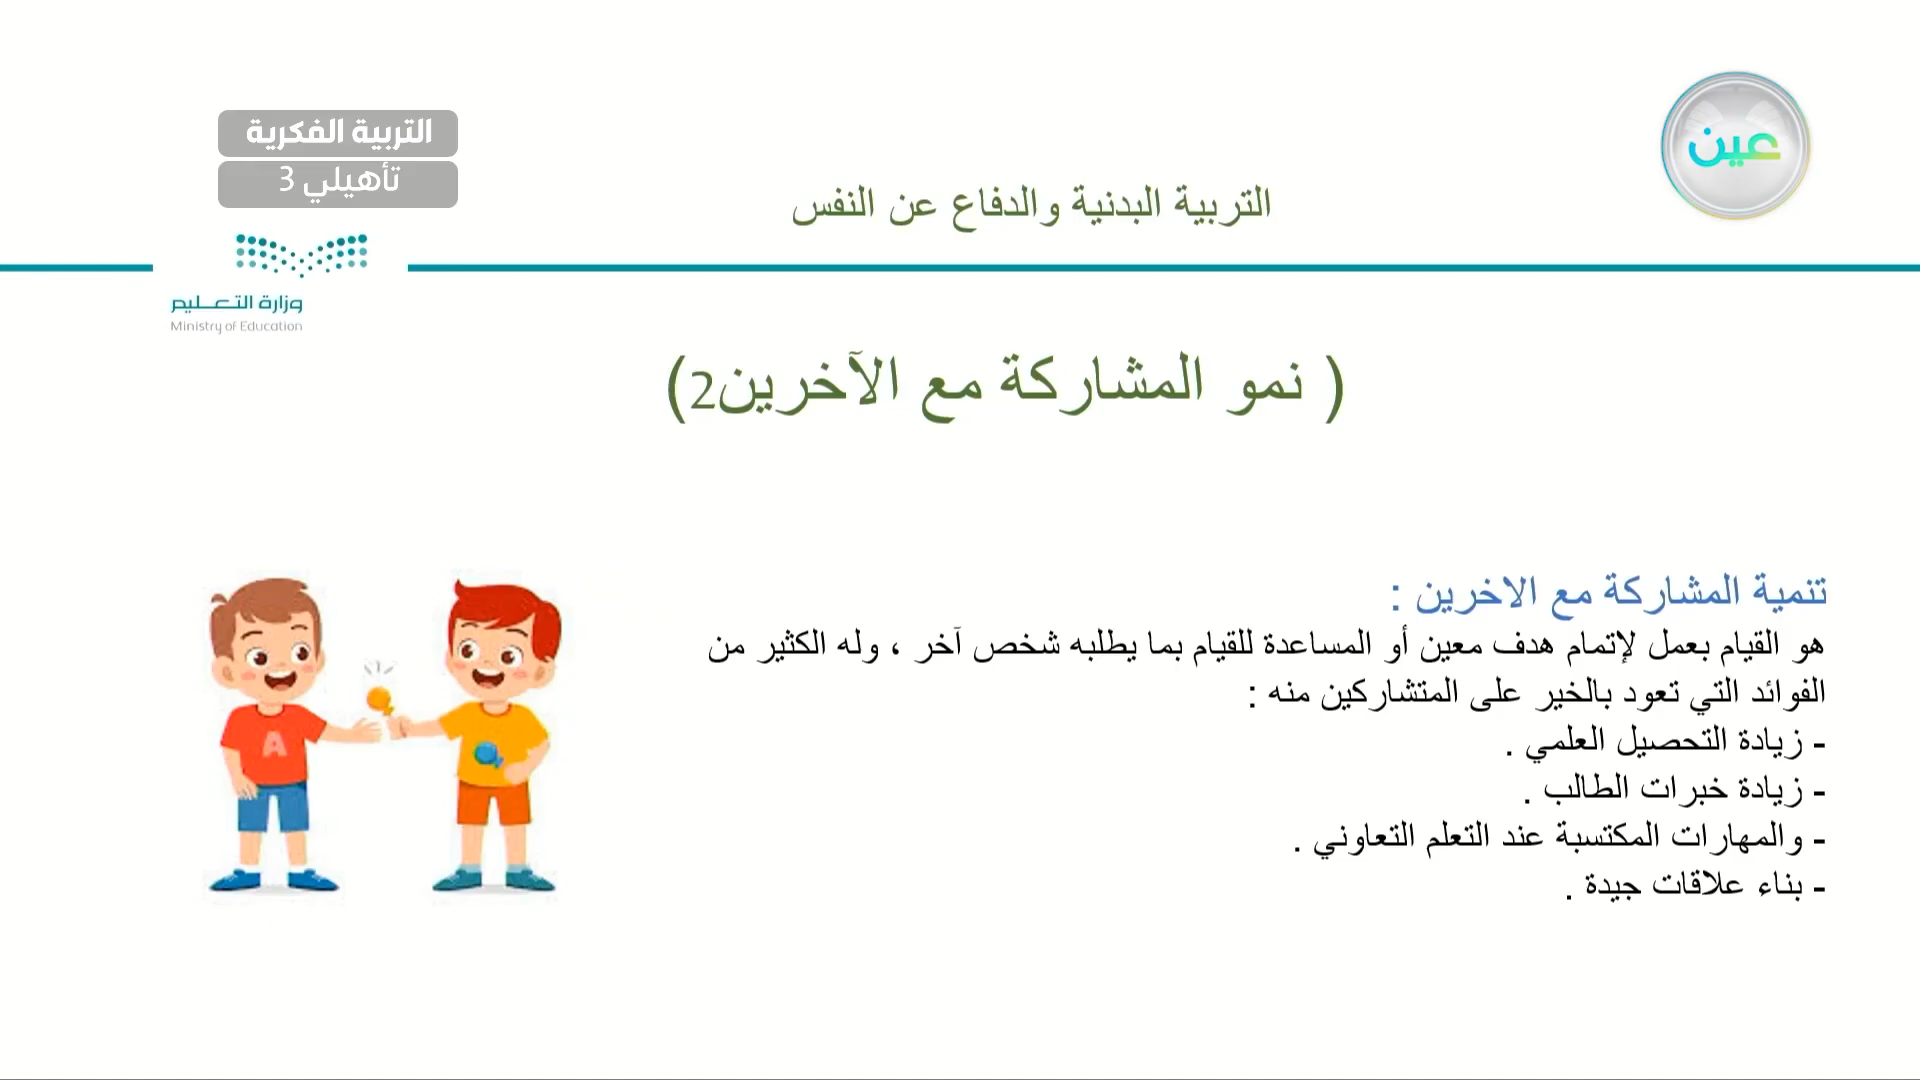 عين
التربية الفكرية
تأهيلي 3
التربية البدنية والدفاع عن النفس
وزارة التعليم
Ministry of Education
( نمو المشاركة مع الآخرين2)
تنمية المشاركة مع الاخرين :
هو القيام بعمل لإتمام هدف معين أو المساعدة للقيام بما يطلبه شخص آخر ، وله الكثير من
الفوائد التي تعود بالخير على المتشاركين منه :
- زيادة التحصيل العلمي .
- زيادة خبرات الطالب .
- والمهارات المكتسبة عند التعلم التعاوني .
- بناء علاقات جيدة .
A